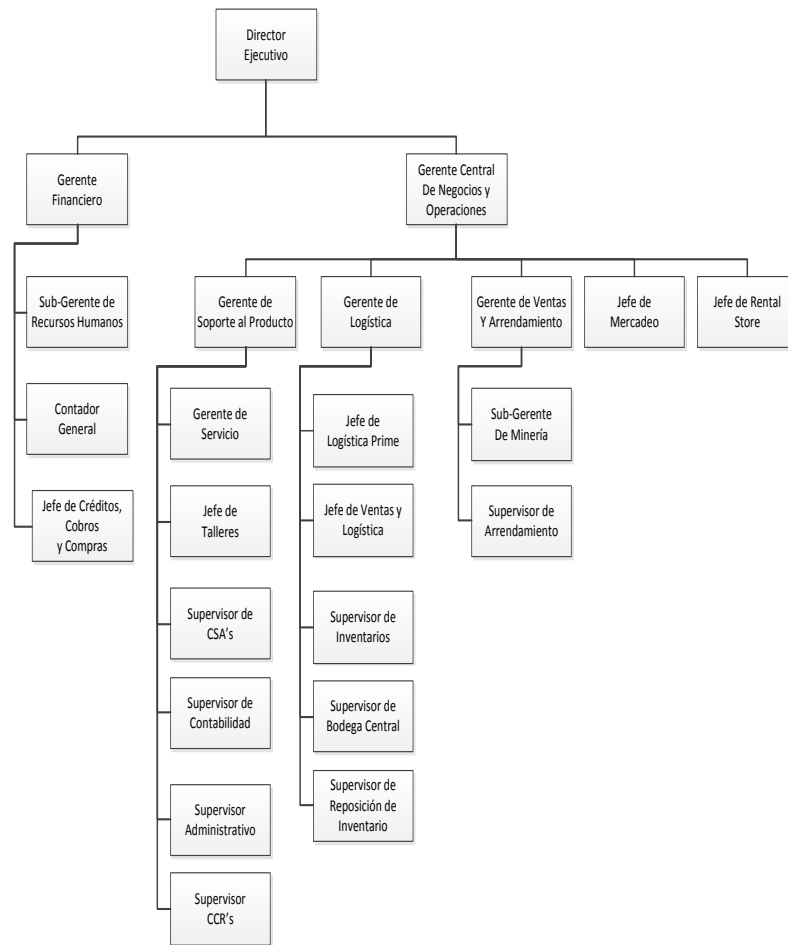 Director
Ejecutivo
Gerente
Financiero
Gerente Central
De Negocios y
Operaciones
Sub-Gerente de
Recursos Humanos
Gerente de
Soporte al Producto
Gerente de
Logística
Gerente de Ventas
Y Arrendamiento
Jefe de
Mercadeo
Jefe de Rental
Store
Contador
General
Jefe de Créditos,
Cobros
y Compras
Gerente de
Servicio
Jefe de
Talleres
Supervisor de
CSA's
Supervisor de
Contabilidad
Supervisor
Administrativo
Supervisor
CCR's
Jefe de
Logística Prime
Jefe de Ventas y
Logística
Supervisor de
Inventarios
Supervisor de
Bodega Central
Supervisor de
Reposición de
Inventario
Sub-Gerente
De Minería
Supervisor de
Arrendamiento